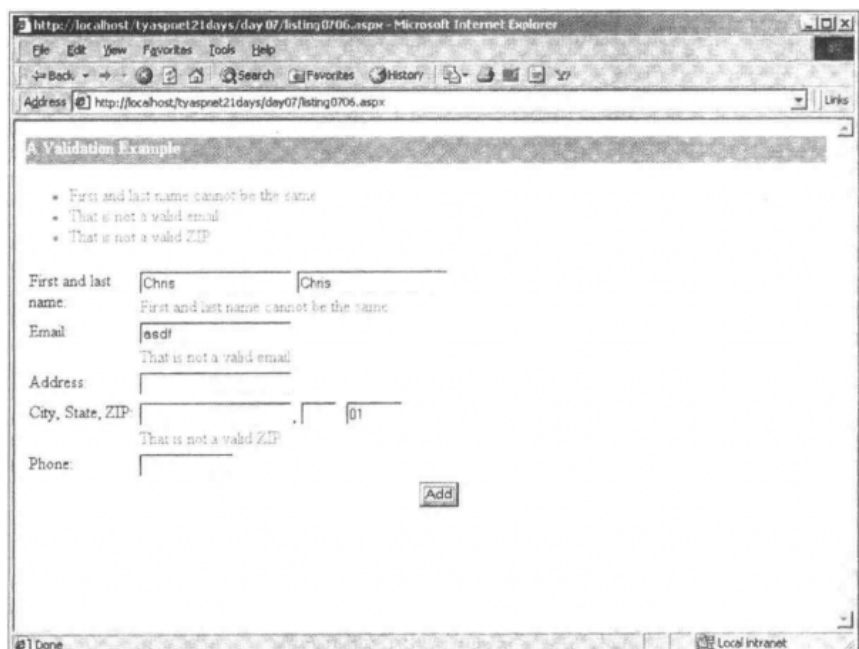 http://localhost/tyaspnet21days/day07/listing0706.aspx - Microsoft Internet Explorer
File Edit View Favorites Tools Help
Back Search Favorites History
Address http://localhost/tyaspnet21days/day07/listing0706.aspx Links
A Validation Example
• First and last name cannot be the same
• That is not a valid email
• That is not a valid ZIP
First and last name: Chris Chris
First and last name cannot be the same
Email: asdf
That is not a valid email
Address:
City, State, ZIP: , 01
That is not a valid ZIP
Phone:
Add
Done Local intranet